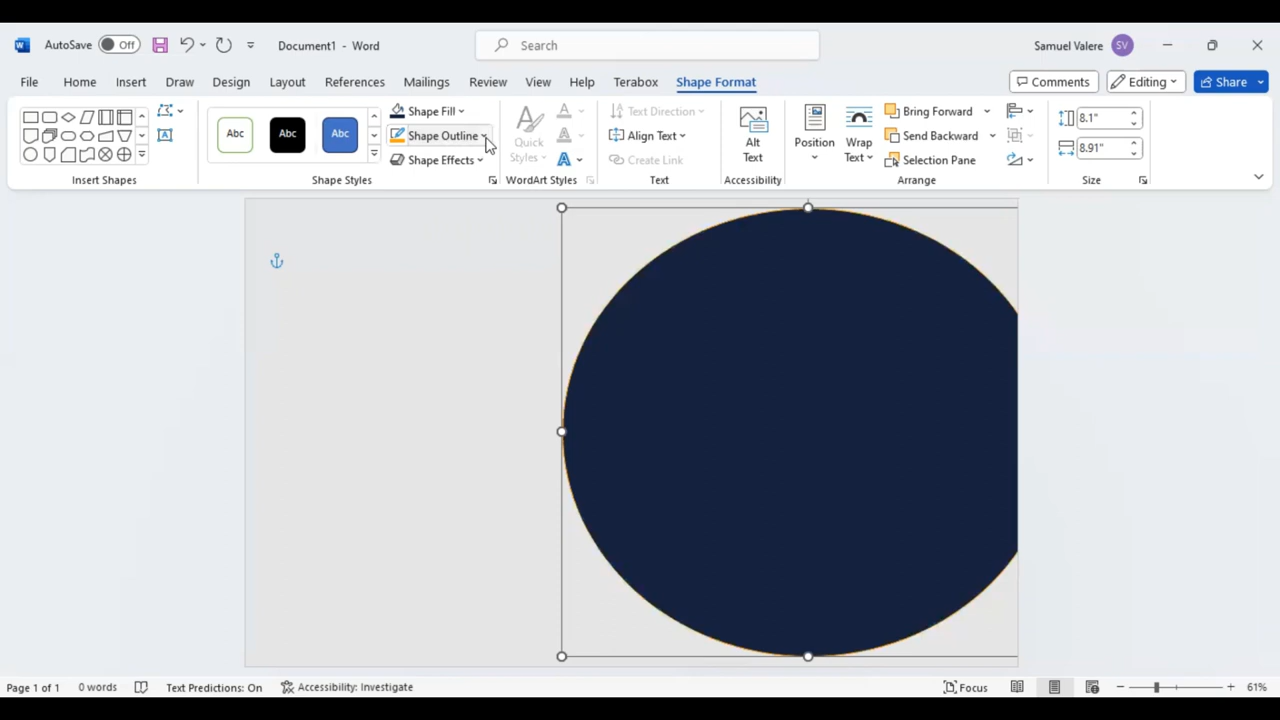 AutoSave Off Document1 - Word Search Samuel Valere SV
File Home Insert Draw Design Layout References Mailings Review View Help Terabox Shape Format Comments Editing Share
Abc Abc Abc
Shape Fill
Shape Outline
Shape Effects
Quick
Styles
Text Direction
Align Text
Create Link
Alt
Text
Position
Wrap
Text
Bring Forward
Send Backward
Selection Pane
8.1"
8.91"
Insert Shapes Shape Styles WordArt Styles Text Accessibility Arrange Size
Page 1 of 1 0 words Text Predictions: On Accessibility: Investigate Focus 61%